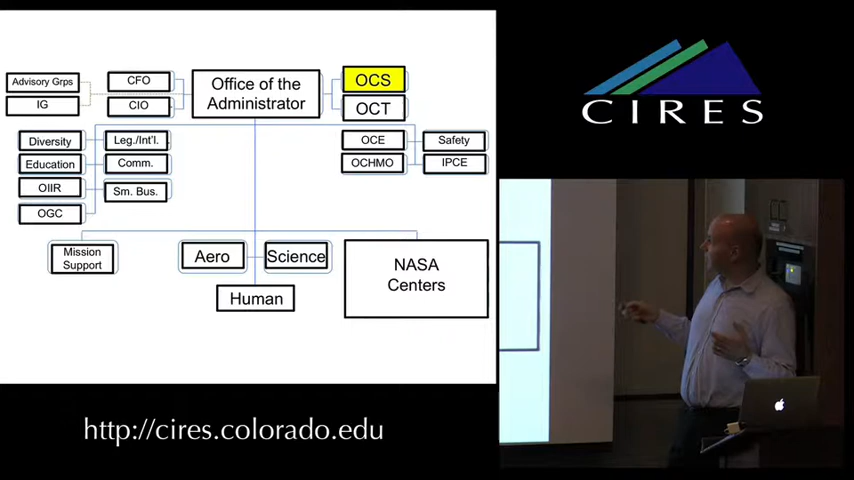 Advisory Grps
IG
CFO
CIO
Office of the
Administrator
OCS
OCT
Diversity
Education
OIIR
OGC
Leg./Int'l.
Comm.
Sm. Bus.
OCE
OCHMO
Safety
IPCE
Mission
Support
Aero
Science
Human
NASA
Centers
CIRES
http://cires.colorado.edu